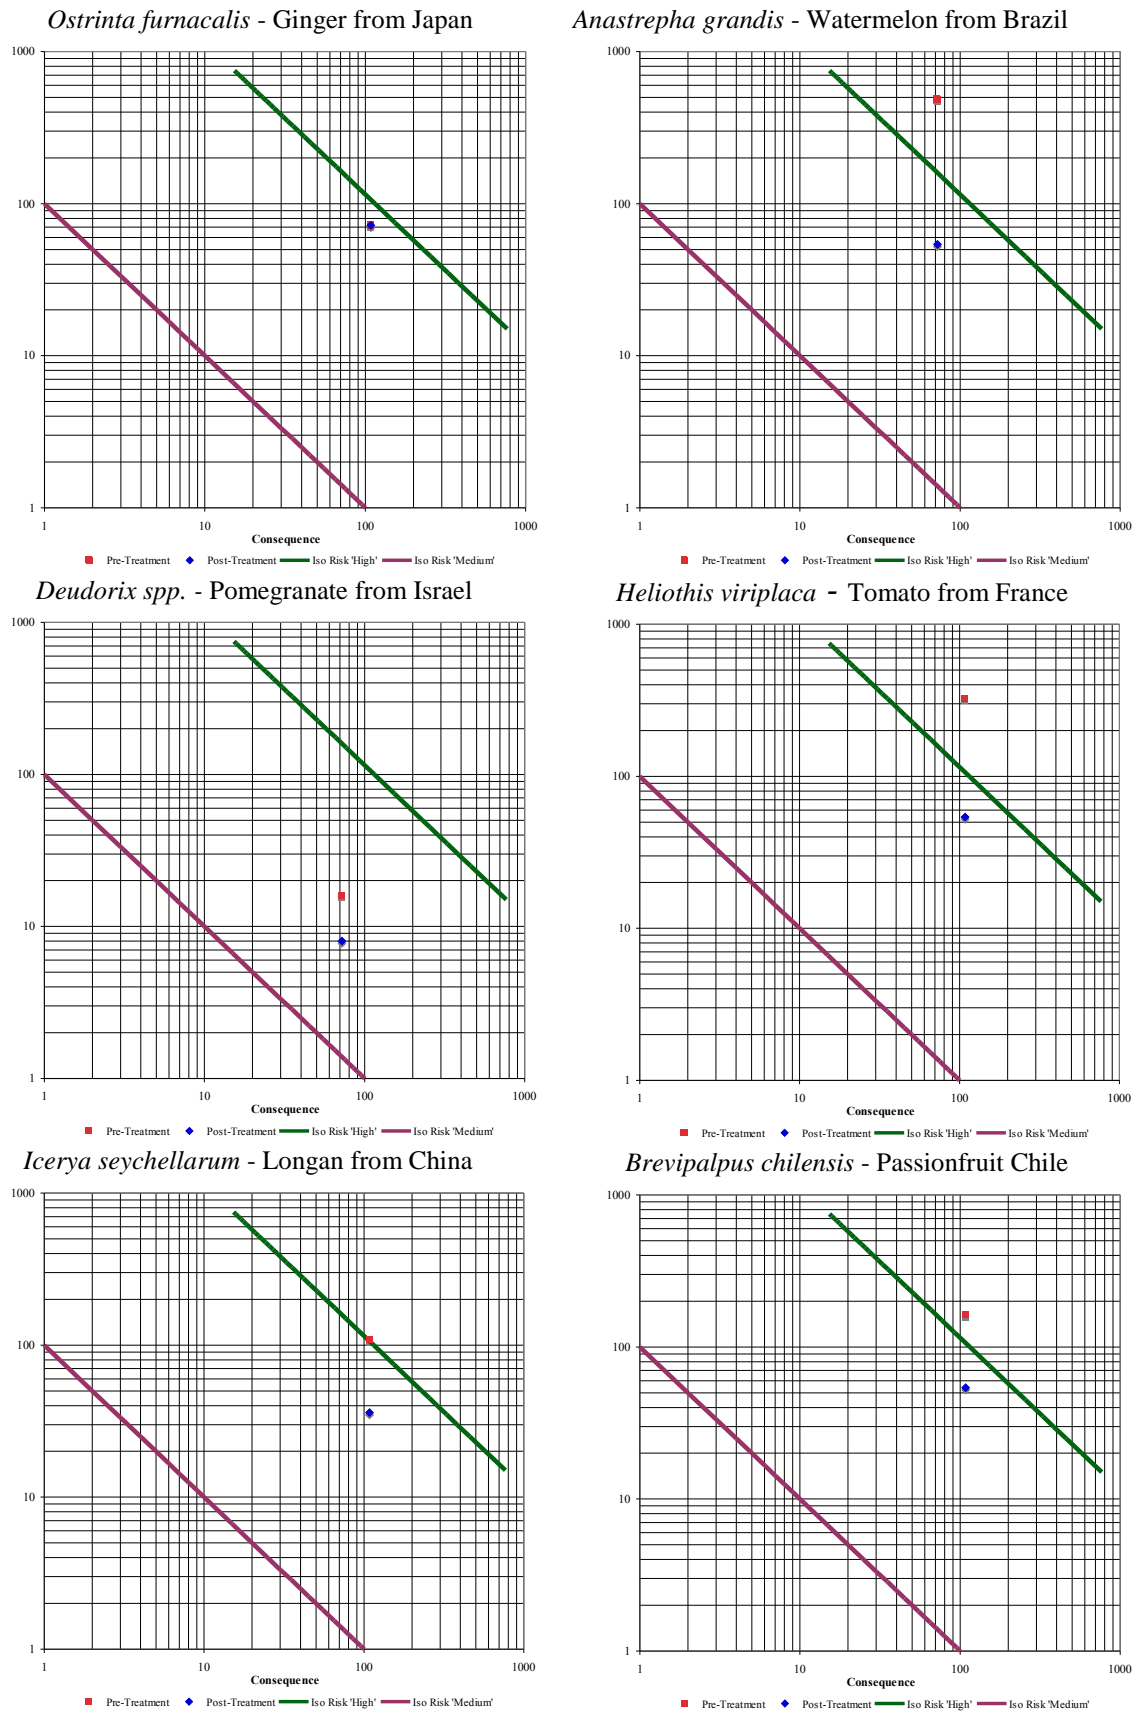 Ostrinta furnacalis - Ginger from Japan
Anastrepha grandis - Watermelon from Brazil
1000
100
10
1
1 10 100 1000
Consequence
Pre-Treatment Post-Treatment Iso Risk 'High' Iso Risk 'Medium'
1000
100
10
1
1 10 100 1000
Consequence
Pre-Treatment Post-Treatment Iso Risk 'High' Iso Risk 'Medium'
Deudorix spp. - Pomegranate from Israel
Heliothis viriplaca - Tomato from France
1000
100
10
1
1 10 100 1000
Consequence
Pre-Treatment Post-Treatment Iso Risk 'High' Iso Risk 'Medium'
1000
100
10
1
1 10 100 1000
Consequence
Pre-Treatment Post-Treatment Iso Risk 'High' Iso Risk 'Medium'
Icerya seychellarum - Longan from China
Brevipalpus chilensis - Passionfruit Chile
1000
100
10
1
1 10 100 1000
Consequence
Pre-Treatment Post-Treatment Iso Risk 'High' Iso Risk 'Medium'
1000
100
10
1
1 10 100 1000
Consequence
Pre-Treatment Post-Treatment Iso Risk 'High' Iso Risk 'Medium'